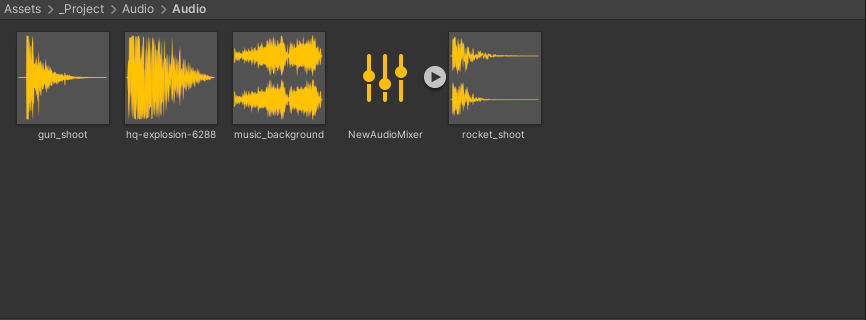 Assets > _Project > Audio > Audio
gun_shoot hq-explosion-6288 music_background NewAudioMixer rocket_shoot